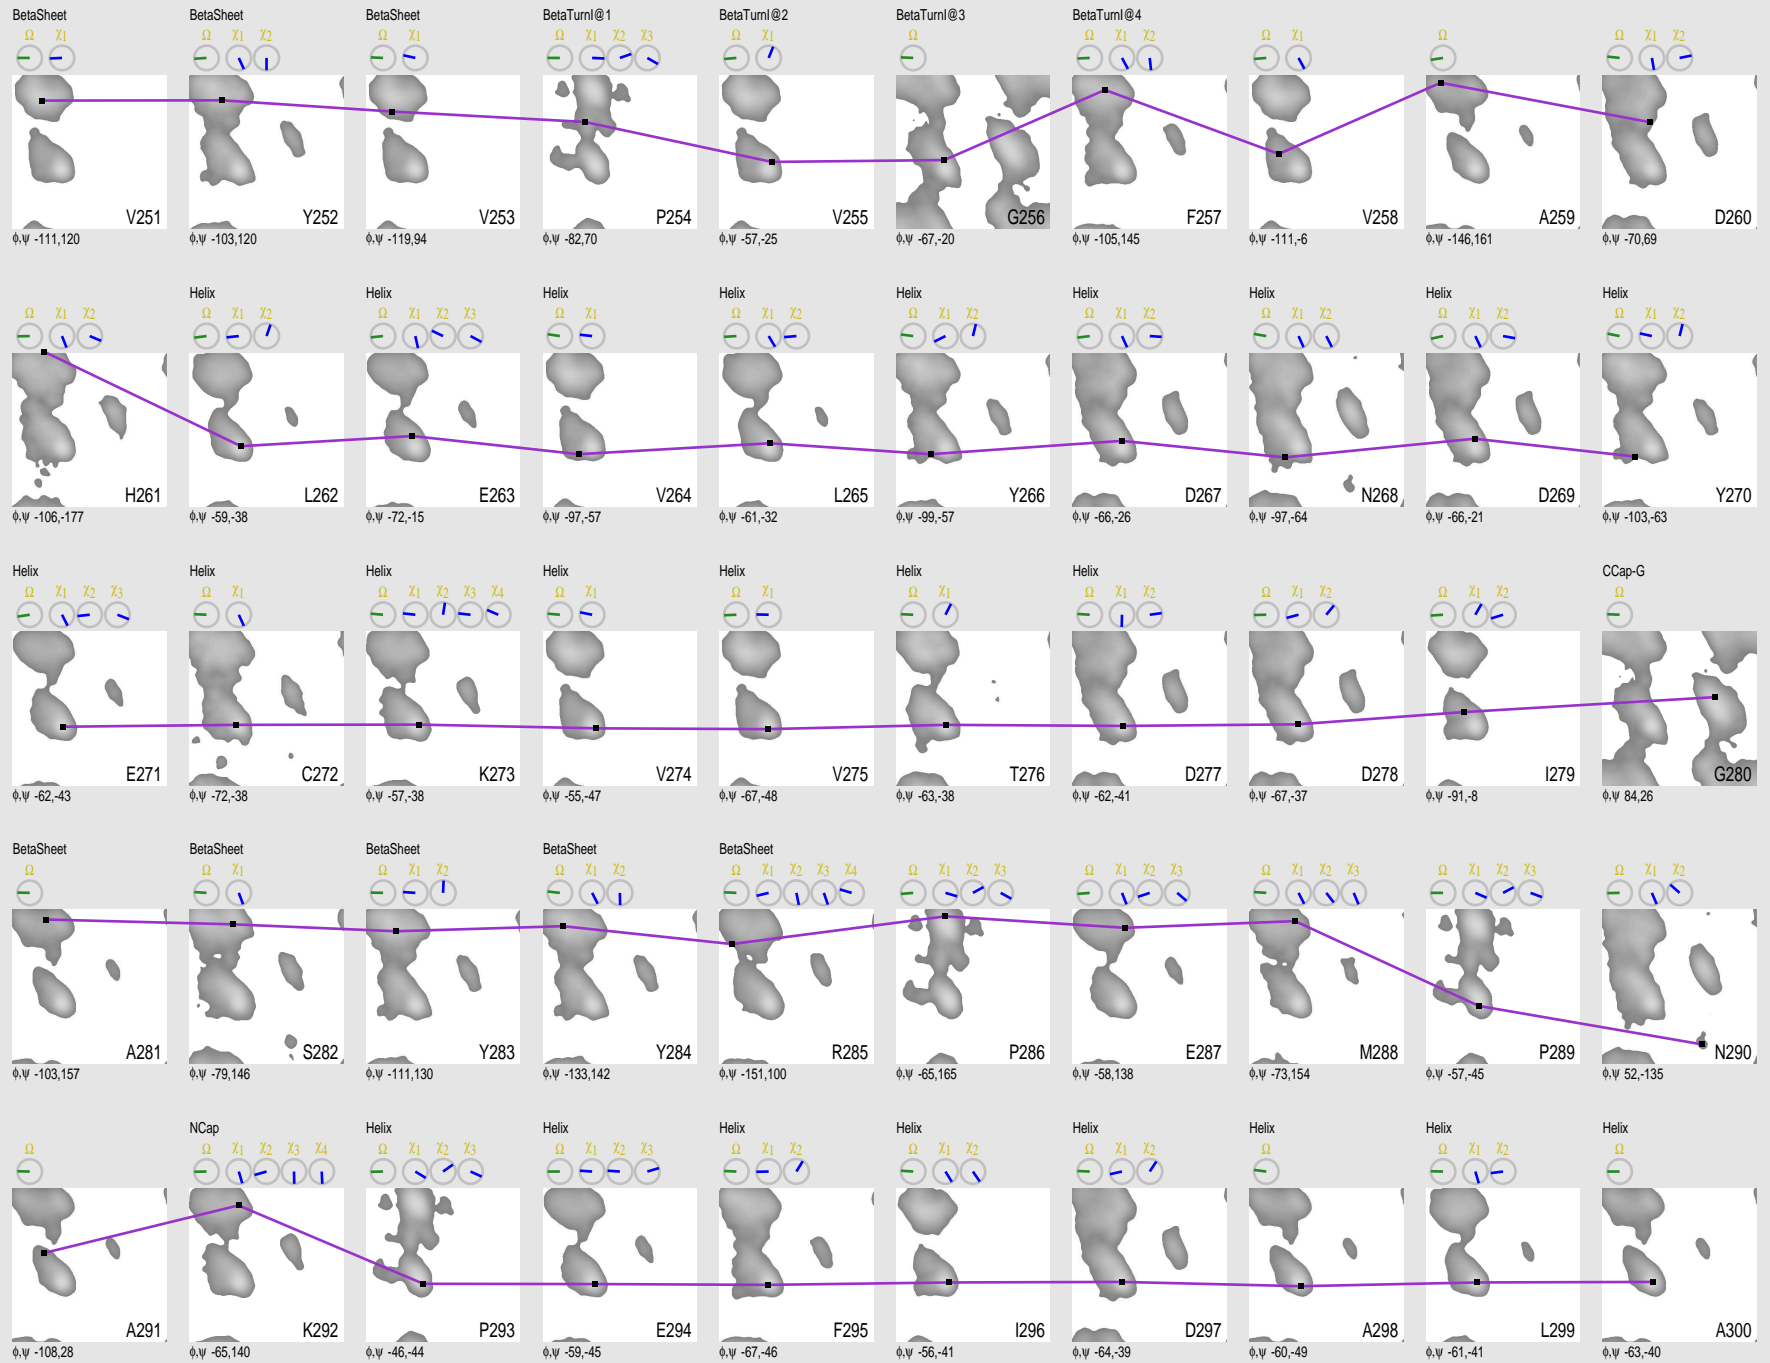 BetaSheet BetaSheet BetaSheet BetaTurnI@1 BetaTurnI@2 BetaTurnI@3 BetaTurnI@4
Ω χ1 Ω χ1 χ2 Ω χ1 Ω χ1 χ2 χ3 Ω χ1 Ω Ω χ1 χ2 Ω χ1 Ω Ω χ1 χ2
V251 Y252 V253 P254 V255 G256 F257 V258 A259 D260
ϕ,ψ -111,120 ϕ,ψ -103,120 ϕ,ψ -119,94 ϕ,ψ -82,70 ϕ,ψ -57,-25 ϕ,ψ -67,-20 ϕ,ψ -105,145 ϕ,ψ -111,-6 ϕ,ψ -146,161 ϕ,ψ -70,69
Helix Helix Helix Helix Helix Helix Helix Helix Helix
Ω χ1 χ2 Ω χ1 χ2 Ω χ1 χ2 χ3 Ω χ1 Ω χ1 χ2 Ω χ1 χ2 Ω χ1 χ2 Ω χ1 χ2 Ω χ1 χ2 Ω χ1 χ2
H261 L262 E263 V264 L265 Y266 D267 N268 D269 Y270
ϕ,ψ -106,-177 ϕ,ψ -59,-38 ϕ,ψ -72,-15 ϕ,ψ -97,-57 ϕ,ψ -61,-32 ϕ,ψ -99,-57 ϕ,ψ -66,-26 ϕ,ψ -97,-64 ϕ,ψ -66,-21 ϕ,ψ -103,-63
Helix Helix Helix Helix Helix Helix Helix CCap-G
Ω χ1 χ2 χ3 Ω χ1 Ω χ1 χ2 χ3 χ4 Ω χ1 Ω χ1 Ω χ1 Ω χ1 χ2 Ω χ1 χ2 Ω χ1 χ2 Ω
E271 C272 K273 V274 V275 T276 D277 D278 I279 G280
ϕ,ψ -62,-43 ϕ,ψ -72,-38 ϕ,ψ -57,-38 ϕ,ψ -55,-47 ϕ,ψ -67,-48 ϕ,ψ -63,-38 ϕ,ψ -62,-41 ϕ,ψ -67,-37 ϕ,ψ -91,-8 ϕ,ψ 84,26
BetaSheet BetaSheet BetaSheet BetaSheet BetaSheet
Ω Ω χ1 Ω χ1 χ2 Ω χ1 χ2 Ω χ1 χ2 χ3 χ4 Ω χ1 χ2 χ3 Ω χ1 χ2 χ3 Ω χ1 χ2 χ3 Ω χ1 χ2 χ3 Ω χ1 χ2
A281 S282 Y283 Y284 R285 P286 E287 M288 P289 N290
ϕ,ψ -103,157 ϕ,ψ -79,146 ϕ,ψ -111,130 ϕ,ψ -133,142 ϕ,ψ -151,100 ϕ,ψ -65,165 ϕ,ψ -58,138 ϕ,ψ -73,154 ϕ,ψ -57,-45 ϕ,ψ 52,-135
NCap Helix Helix Helix Helix Helix Helix Helix Helix
Ω Ω χ1 χ2 χ3 χ4 Ω χ1 χ2 χ3 Ω χ1 χ2 χ3 Ω χ1 χ2 Ω χ1 χ2 Ω χ1 χ2 Ω Ω χ1 χ2 Ω
A291 K292 P293 E294 F295 I296 D297 A298 L299 A300
ϕ,ψ -108,28 ϕ,ψ -65,140 ϕ,ψ -46,-44 ϕ,ψ -59,-45 ϕ,ψ -67,-46 ϕ,ψ -56,-41 ϕ,ψ -64,-39 ϕ,ψ -60,-49 ϕ,ψ -61,-41 ϕ,ψ -63,-40